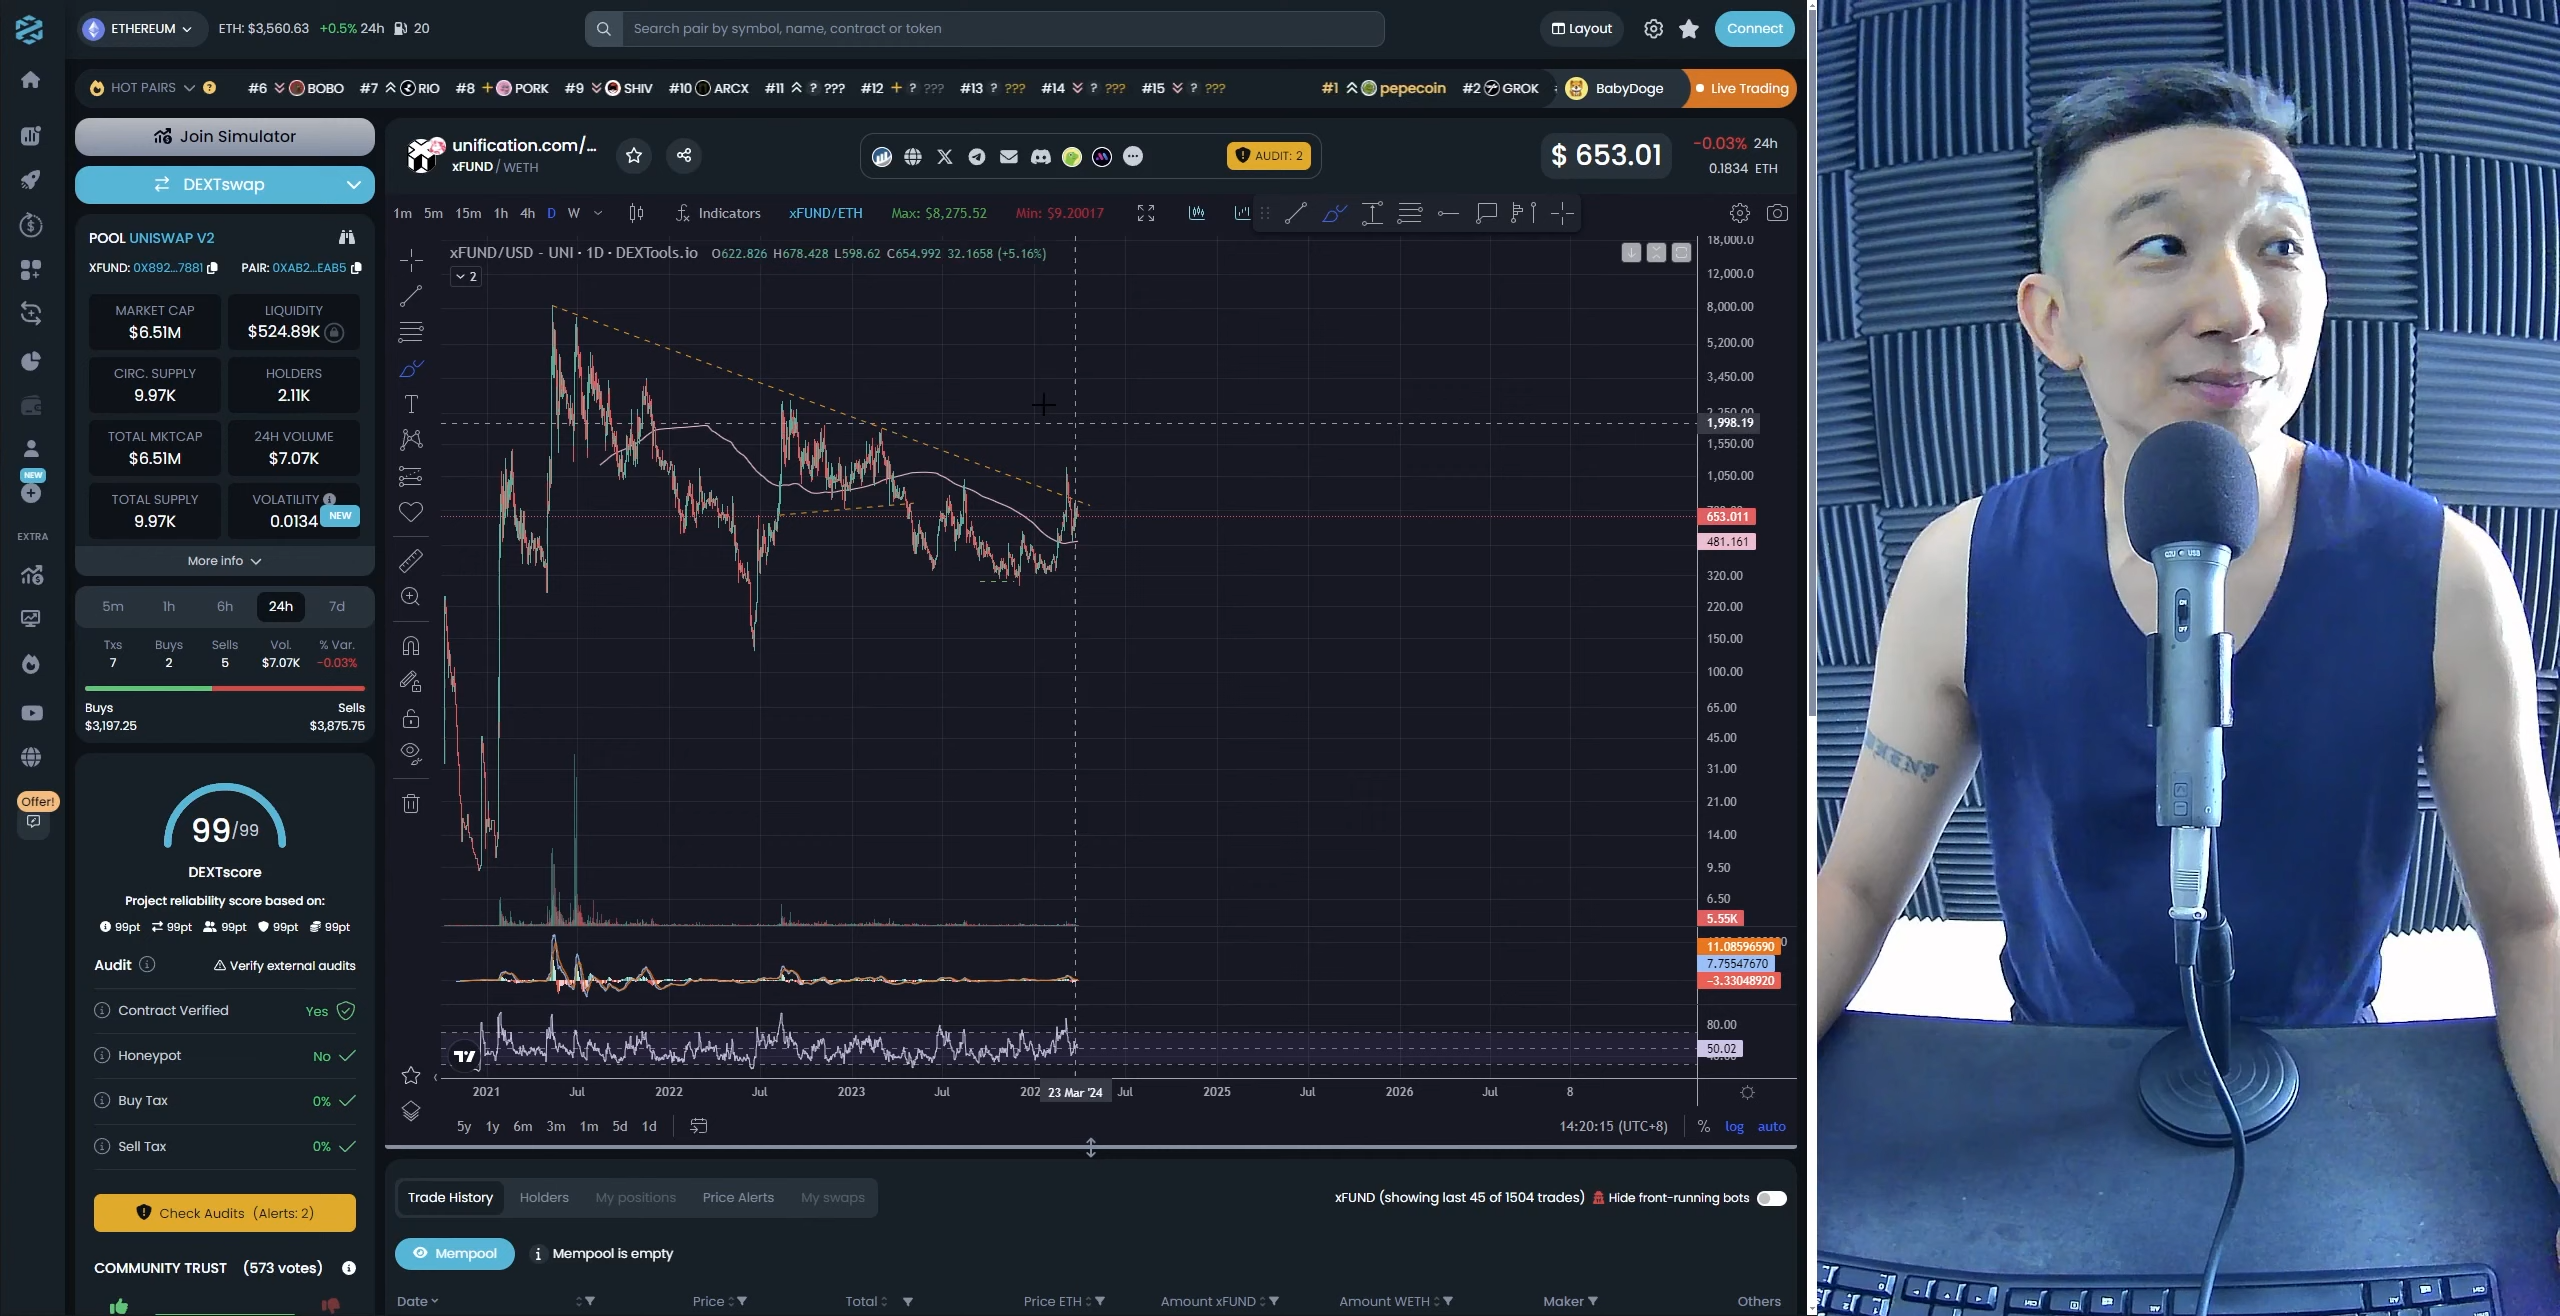 ETHEREUM
ETH: $3,560.63 +0.5% 24h 20
Search pair by symbol, name, contract or token
Layout
Connect
HOT PAIRS ? #6 BOBO #7 RIO #8 + PORK #9 SHIV #10 ARCX #11 ? ??? #12 + ? ??? #13 ? ??? #14 ? ??? #15 ? ??? #1 pepecoin #2 GROK BabyDoge Live Trading
Join Simulator
DEXTswap
POOL UNISWAP V2
XFUND: 0X892...7881 PAIR: 0XAB2...EAB5
MARKET CAP
$6.51M
LIQUIDITY
$524.89K
CIRC. SUPPLY
9.97K
HOLDERS
2.11K
TOTAL MKTCAP
$6.51M
24H VOLUME
$7.07K
TOTAL SUPPLY
9.97K
VOLATILITY
0.0134
NEW
More info
5m 1h 6h 24h 7d
Txs Buys Sells Vol. % Var.
7 2 5 $7.07K -0.03%
Buys Sells
$3,197.25 $3,875.75
NEW
EXTRA
Offer!
99/99
DEXTscore
Project reliability score based on:
99pt 99pt 99pt 99pt 99pt
Audit Verify external audits
Contract Verified Yes
Honeypot No
Buy Tax 0%
Sell Tax 0%
Check Audits (Alerts: 2)
COMMUNITY TRUST (573 votes)
unification.com/...
xFUND / WETH
AUDIT: 2
$ 653.01
-0.03% 24h
0.1834 ETH
1m 5m 15m 1h 4h D W Indicators xFUND/ETH Max: $8,275.52 Min: $9.20017
xFUND/USD - UNI · 1D · DEXTools.io O622.826 H678.428 L598.62 C654.992 32.1658 (+5.16%)
2
18,000.0
12,000.0
8,000.00
5,200.00
3,450.00
1,998.19
1,550.00
1,050.00
653.011
481.161
320.00
220.00
150.00
100.00
65.00
45.00
31.00
21.00
14.00
9.50
6.50
5.55K
11.08596590
7.75547670
-3.33048920
80.00
50.02
2021 Jul 2022 Jul 2023 Jul 23 Mar '24 Jul 2025 Jul 2026 Jul 8
5y 1y 6m 3m 1m 5d 1d
14:20:15 (UTC+8) % log auto
Trade History Holders My positions Price Alerts My swaps
xFUND (showing last 45 of 1504 trades) Hide front-running bots
Mempool
Mempool is empty
Date Price Total Price ETH Amount xFUND Amount WETH Maker Others
ON
OFF